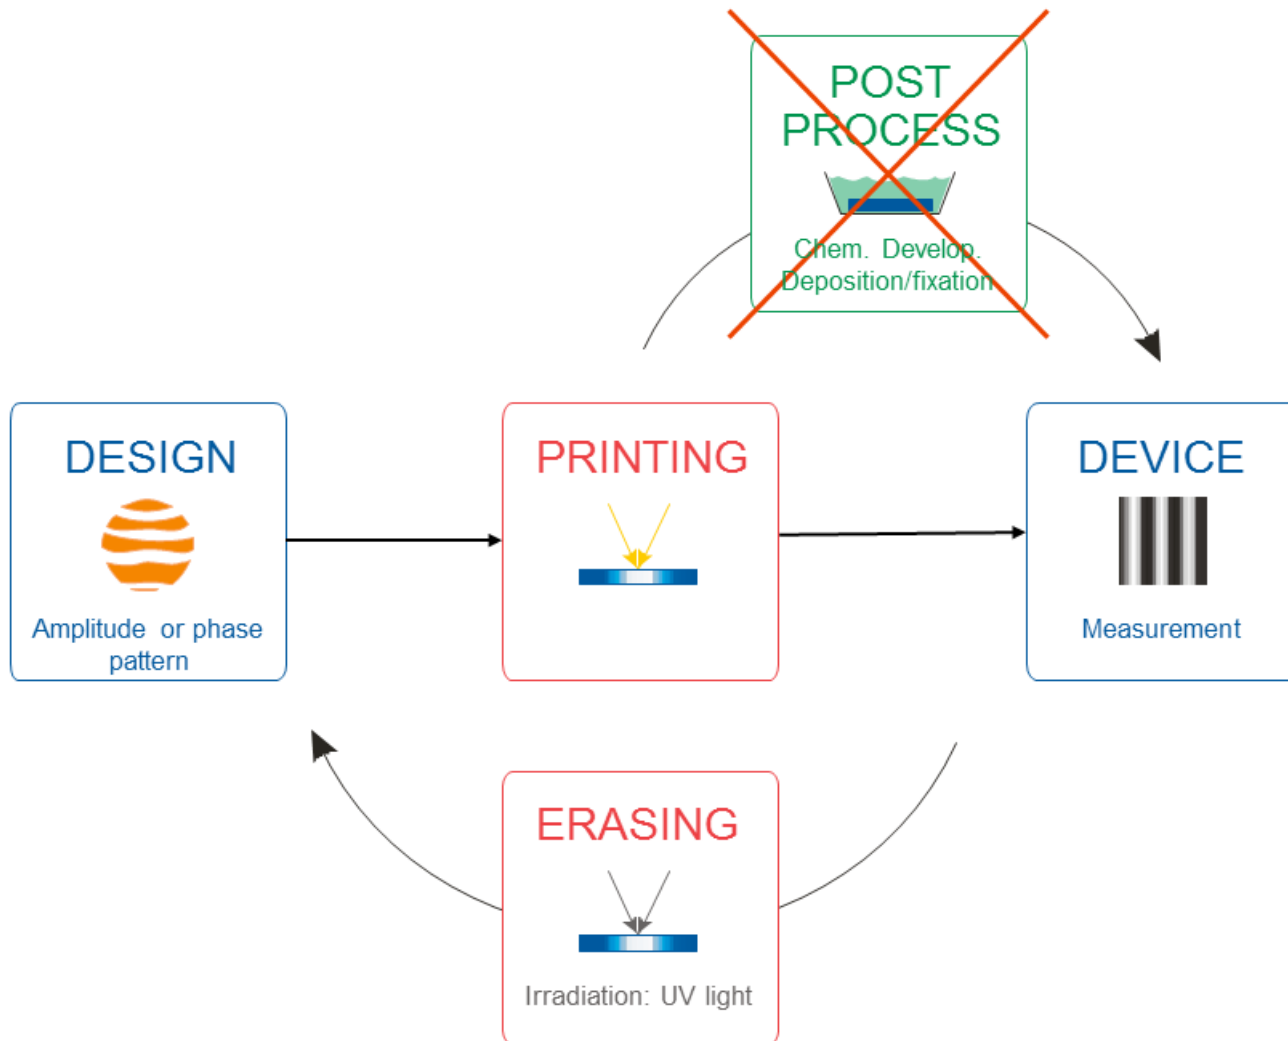 POST
PROCESS
Chem. Develop.
Deposition/fixation
DESIGN
Amplitude or phase
pattern
PRINTING
DEVICE
Measurement
ERASING
Irradiation: UV light